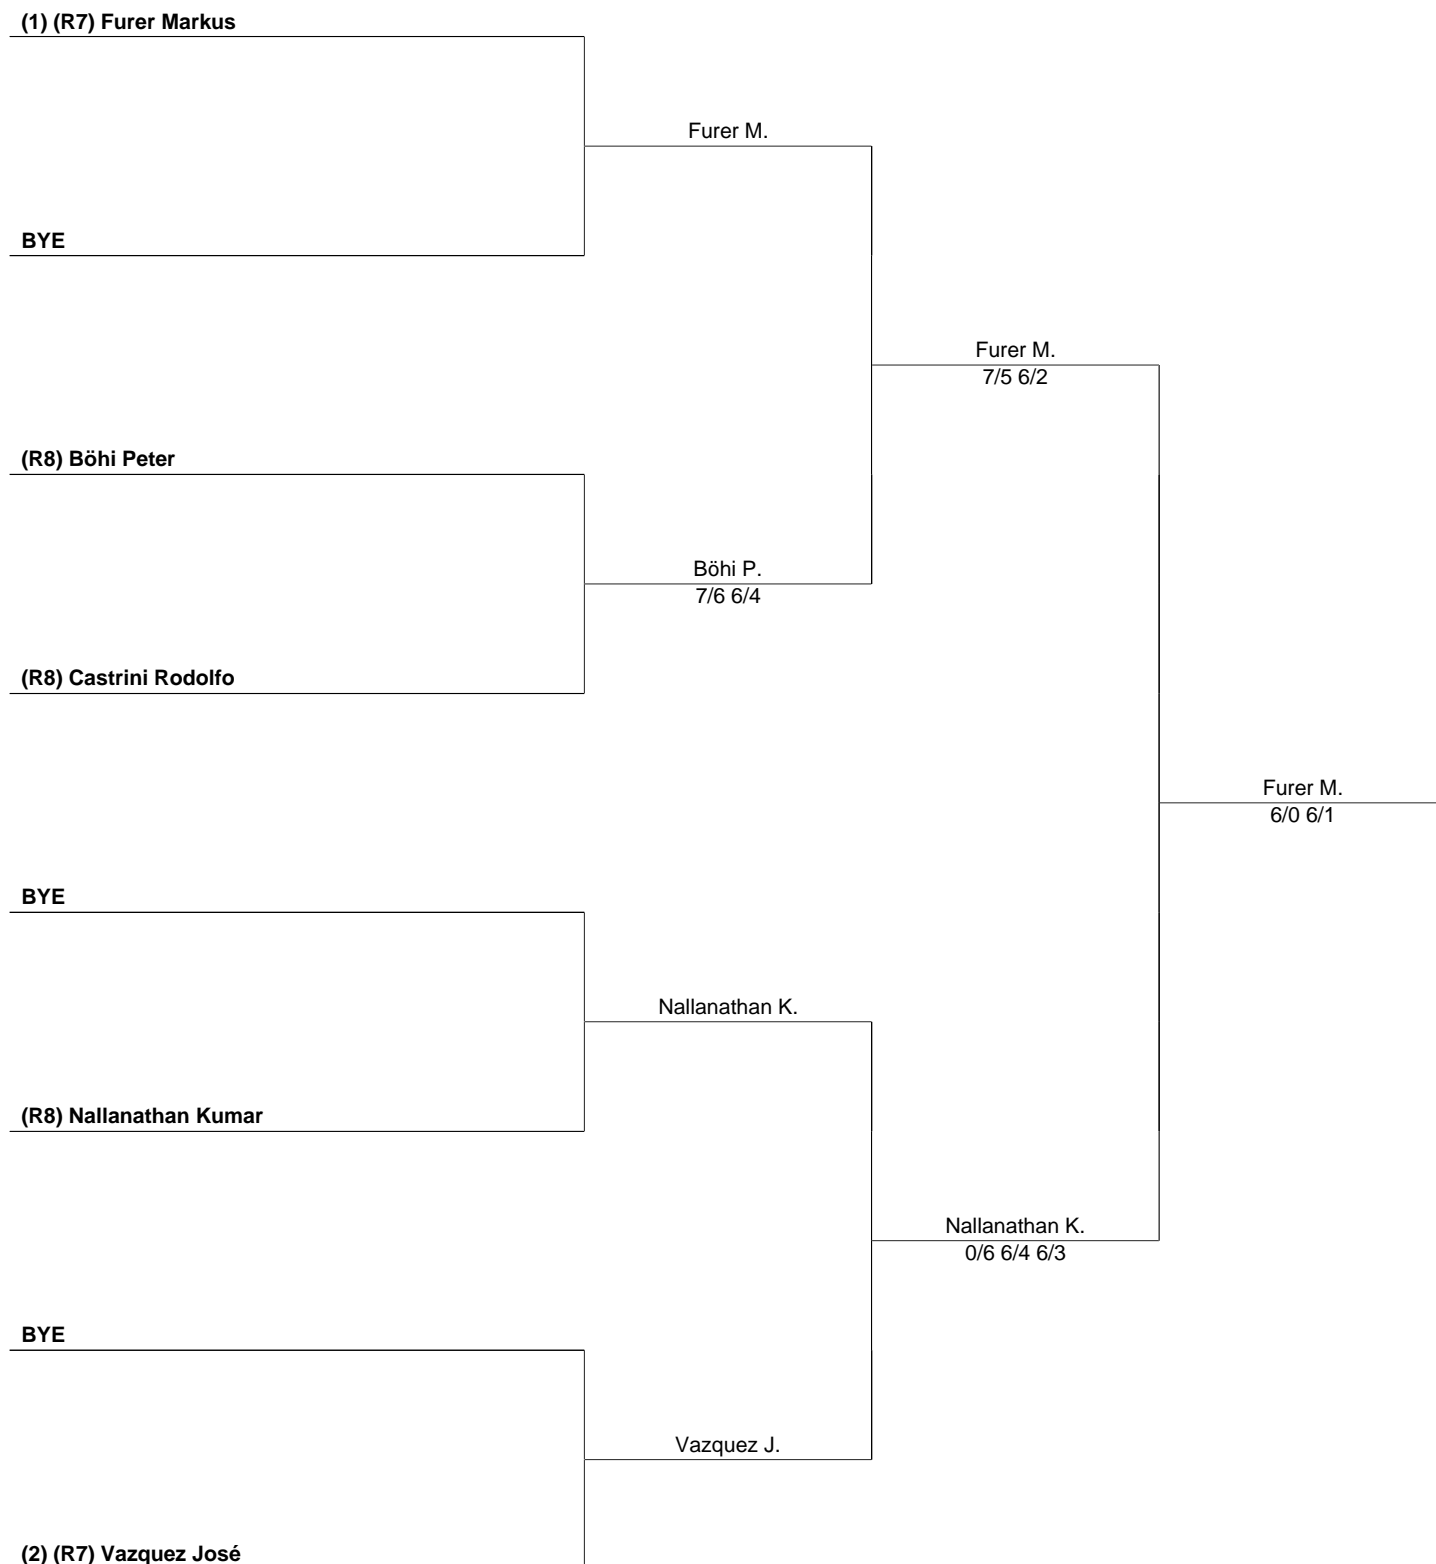 (1) (R7) Furer Markus
Furer M.
BYE
Furer M.
7/5 6/2
(R8) Böhi Peter
Böhi P.
7/6 6/4
(R8) Castrini Rodolfo
Furer M.
6/0 6/1
BYE
Nallanathan K.
(R8) Nallanathan Kumar
Nallanathan K.
0/6 6/4 6/3
BYE
Vazquez J.
(2) (R7) Vazquez José